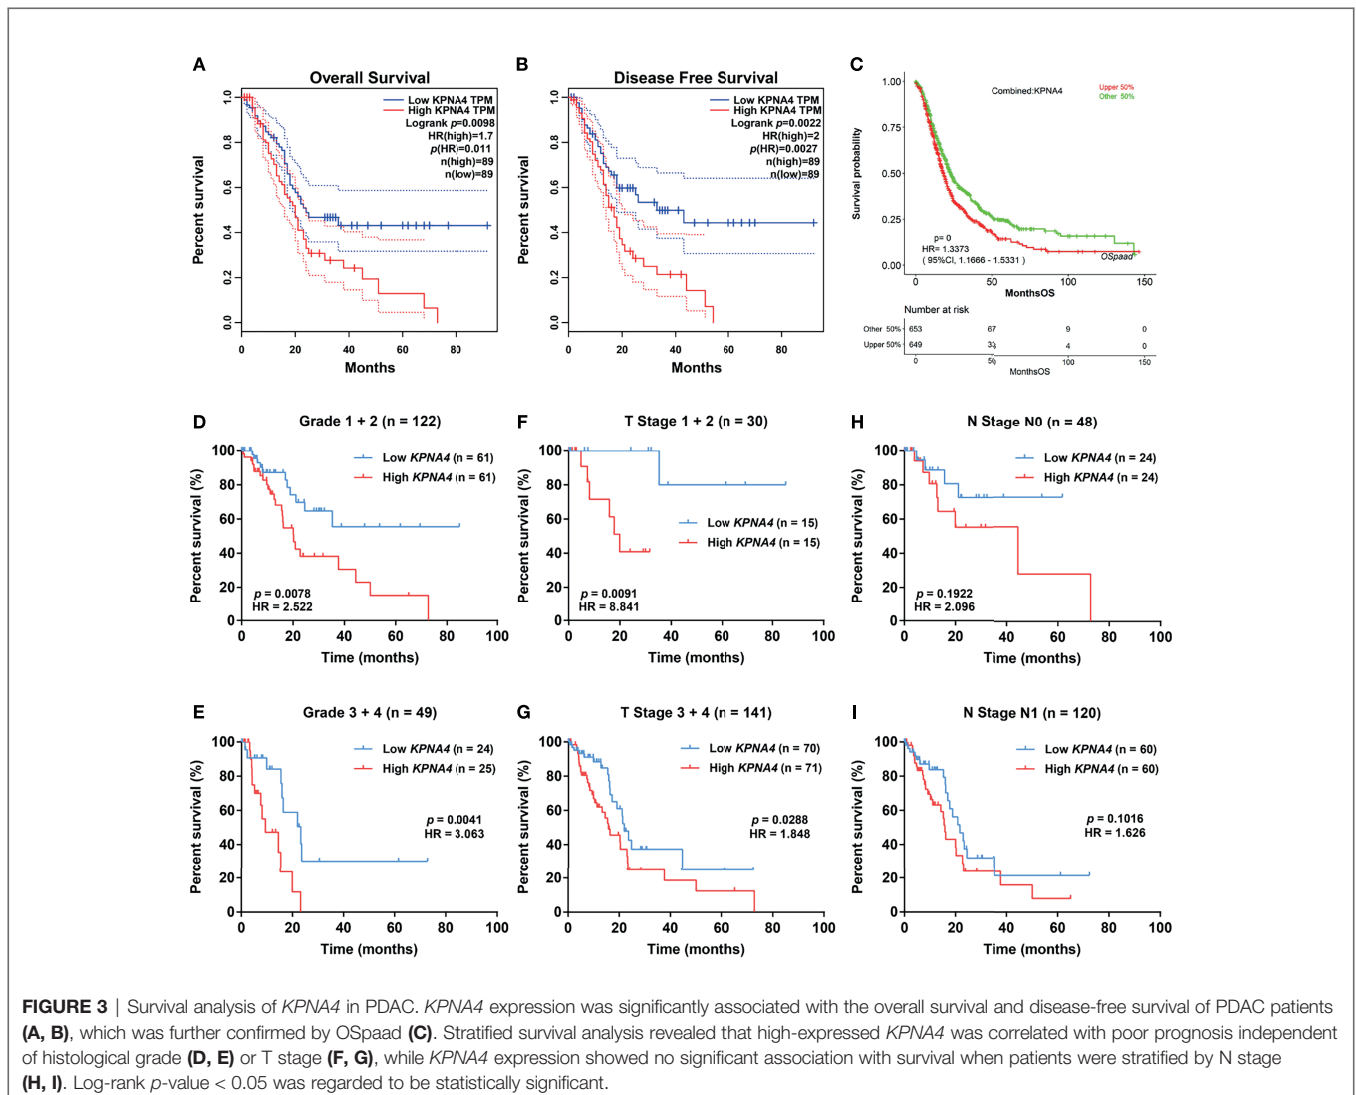 A
Overall Survival
Low KPNA4 TPM
High KPNA4 TPM
Logrank p=0.0098
HR(high)=1.7
p(HR)=0.011
n(high)=89
n(low)=89
Percent survival
0.0 0.2 0.4 0.6 0.8 1.0
0 20 40 60 80
Months
B
Disease Free Survival
Low KPNA4 TPM
High KPNA4 TPM
Logrank p=0.0022
HR(high)=2
p(HR)=0.0027
n(high)=89
n(low)=89
Percent survival
0.0 0.2 0.4 0.6 0.8 1.0
0 20 40 60 80
Months
C
Combined:KPNA4
Upper 50%
Other 50%
Survival probability
1.00
0.75
0.50
0.25
0.00
p= 0
HR= 1.3373
( 95%CI, 1.1666 - 1.5331 )
OSpaad
0 50 100 150
MonthsOS
Number at risk
Other 50% 653 67 9 0
Upper 50% 649 4 0
0 100 150
MonthsOS
D
Grade 1 + 2 (n = 122)
Low KPNA4 (n = 61)
High KPNA4 (n = 61)
Percent survival (%)
100
80
60
40
20
0
p = 0.0078
HR = 2.522
0 20 40 60 80 100
Time (months)
F
T Stage 1 + 2 (n = 30)
Low KPNA4 (n = 15)
High KPNA4 (n = 15)
Percent survival (%)
100
80
60
40
20
0
p = 0.0091
HR = 8.841
0 20 40 60 80 100
Time (months)
H
N Stage N0 (n = 48)
Low KPNA4 (n = 24)
High KPNA4 (n = 24)
Percent survival (%)
100
80
60
40
20
0
p = 0.1922
HR = 2.096
0 20 40 60 80 100
Time (months)
E
Grade 3 + 4 (n = 49)
Low KPNA4 (n = 24)
High KPNA4 (n = 25)
Percent survival (%)
100
80
60
40
20
0
p = 0.0041
HR = 3.063
0 20 40 60 80 100
Time (months)
G
T Stage 3 + 4 (n = 141)
Low KPNA4 (n = 70)
High KPNA4 (n = 71)
Percent survival (%)
100
80
60
40
20
0
p = 0.0288
HR = 1.848
0 20 40 60 80 100
Time (months)
I
N Stage N1 (n = 120)
Low KPNA4 (n = 60)
High KPNA4 (n = 60)
Percent survival (%)
100
80
60
40
20
0
p = 0.1016
HR = 1.626
0 20 40 60 80 100
Time (months)
FIGURE 3 | Survival analysis of KPNA4 in PDAC. KPNA4 expression was significantly associated with the overall survival and disease-free survival of PDAC patients
(A, B), which was further confirmed by OSpaad (C). Stratified survival analysis revealed that high-expressed KPNA4 was correlated with poor prognosis independent
of histological grade (D, E) or T stage (F, G), while KPNA4 expression showed no significant association with survival when patients were stratified by N stage
(H, I). Log-rank p-value < 0.05 was regarded to be statistically significant.